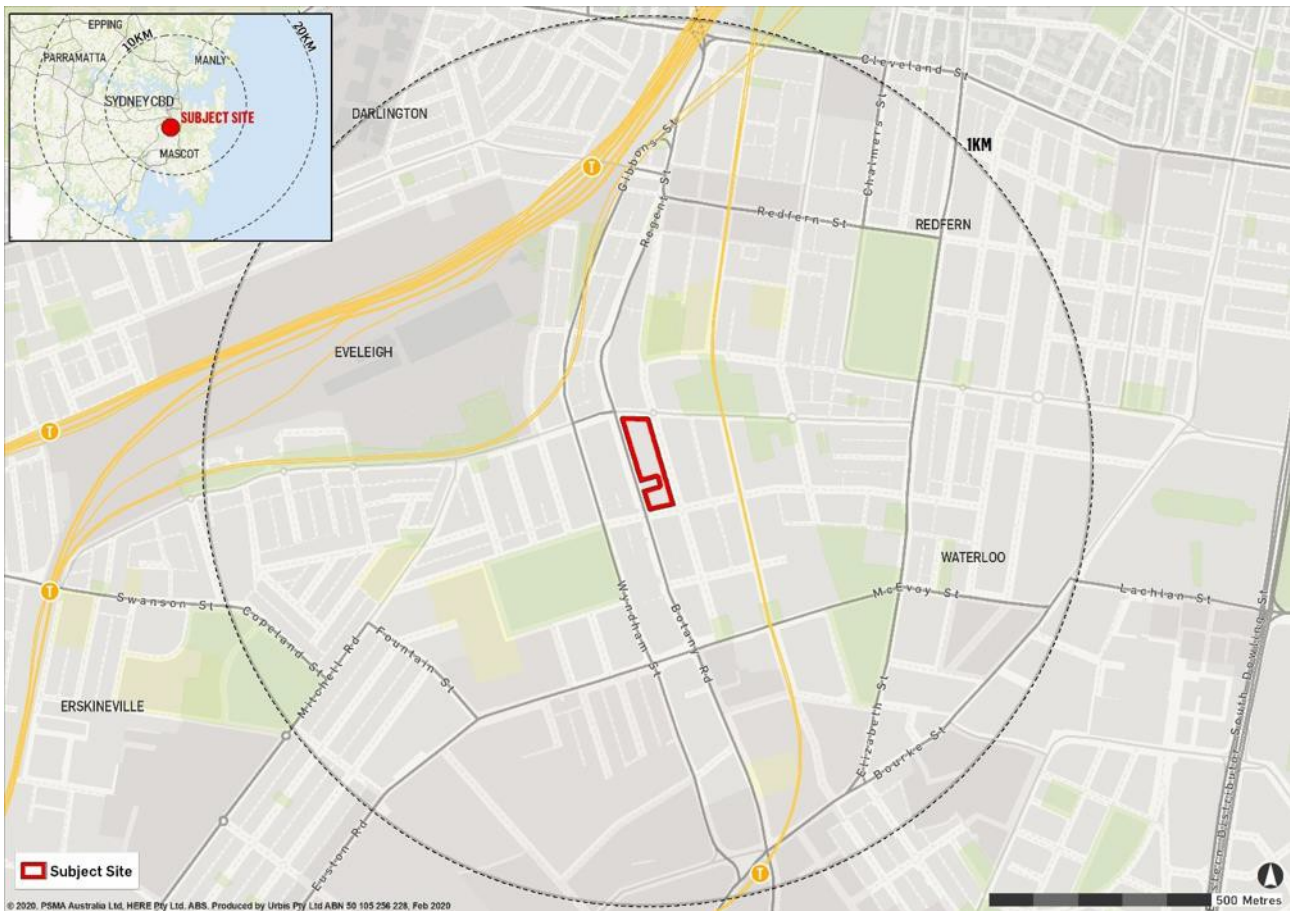 EPPING
20KM
10KM
PARRAMATTA
MANLY
SYDNEY CBD
SUBJECT SITE
MASCOT
DARLINGTON
Cleveland St
Chalmers St
1KM
T
Gibbons St
Regent St
Redfern St
REDFERN
EVELEIGH
T
WATERLOO
T
Swanson St
Copeland St
Mitchell Rd
Fountain St
Wyndham St
Botany Rd
McEvoy St
Lachlan St
ERSKINEVILLE
Elizabeth St
Bourke St
Eastern Distributor South Dowling St
Euston Rd
T
Subject Site
500 Metres
© 2020. PSMA Australia Ltd, HERE Pty Ltd. ABS. Produced by Urbis Pty Ltd ABN 50 105 256 228, Feb 2020